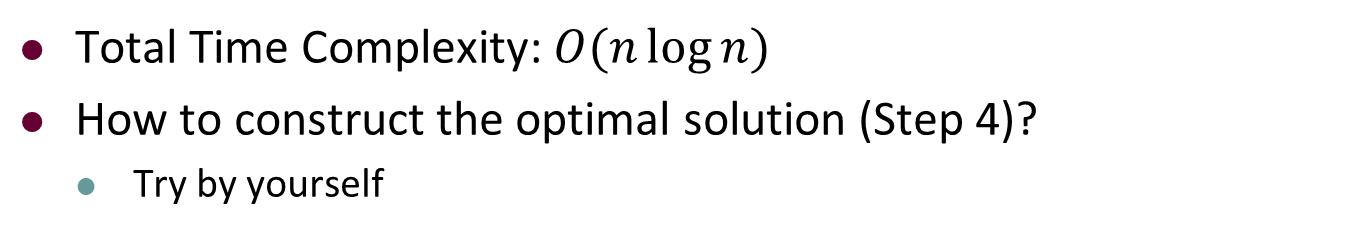 ● Total Time Complexity: 𝑂(𝑛 log 𝑛)
● How to construct the optimal solution (Step 4)?
● Try by yourself